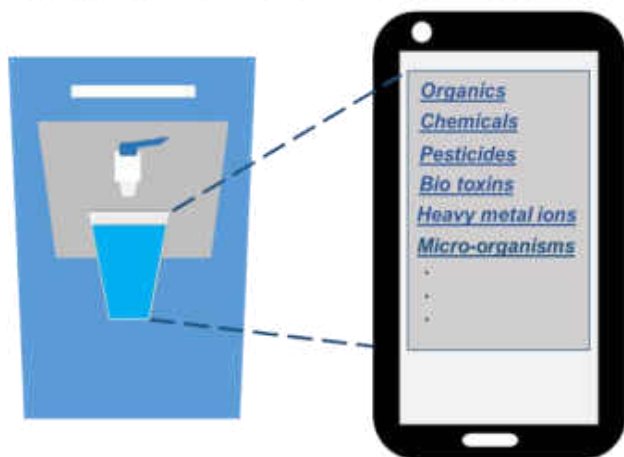 Organics
Chemicals
Pesticides
Bio toxins
Heavy metal ions
Micro-organisms
.
.
.